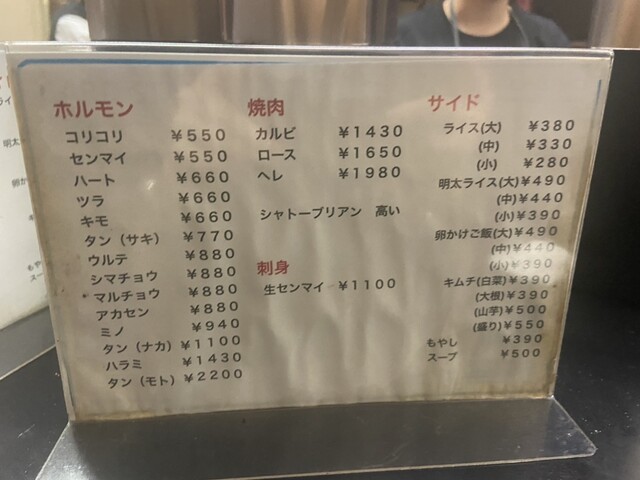 ホルモン
コリコリ ¥550
センマイ ¥550
ハート ¥660
ツラ ¥660
キモ ¥660
タン(サキ) ¥770
ウルテ ¥880
シマチョウ ¥880
マルチョウ ¥880
アカセン ¥880
ミノ ¥940
タン(ナカ) ¥1100
ハラミ ¥1430
タン(モト) ¥2200
焼肉
カルビ ¥1430
ロース ¥1650
ヘレ ¥1980
シャトーブリアン 高い
刺身
生センマイ ¥1100
サイド
ライス(大) ¥380
(中) ¥330
(小) ¥280
明太ライス(大)¥490
(中)¥440
(小)¥390
卵かけご飯(大)¥490
(中)¥440
(小)¥390
キムチ(白菜)¥390
(大根)¥390
(山芋)¥500
(盛り)¥550
もやし ¥390
スープ ¥500